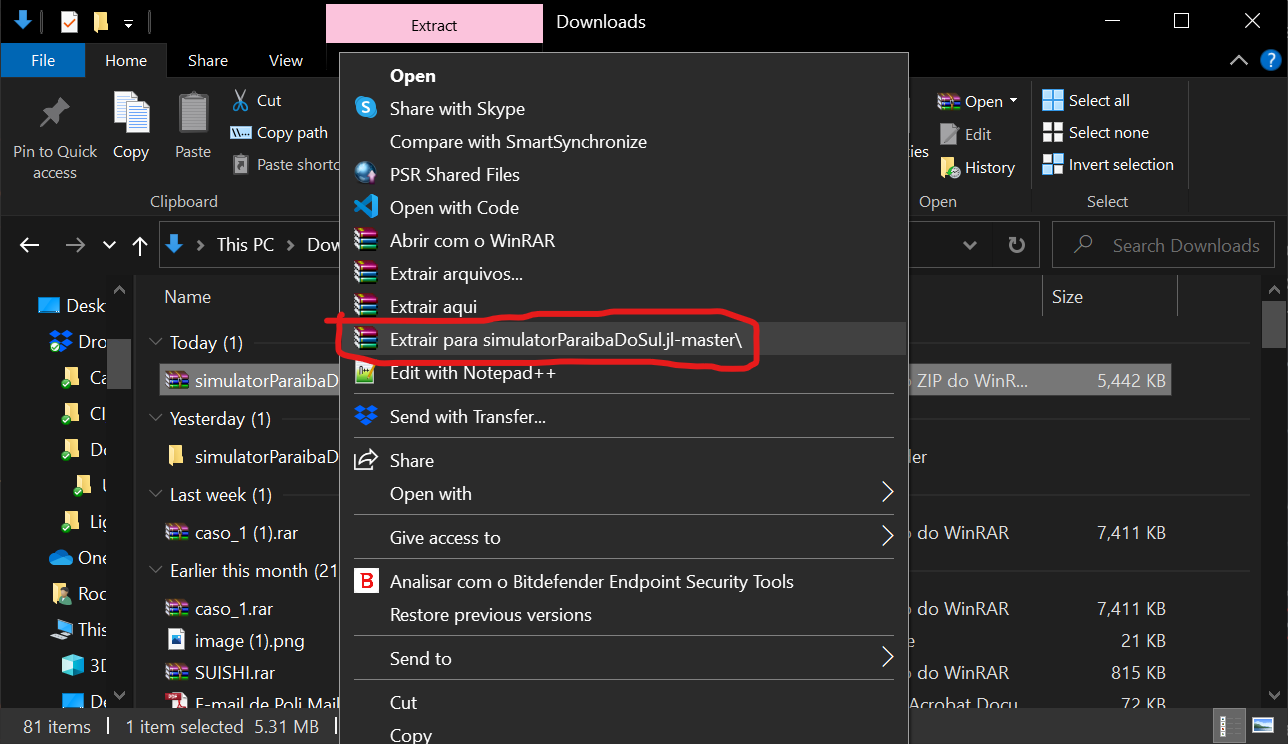 Extract
Downloads
File
Home
Share
View
Pin to Quick
access
Copy
Paste
Cut
Copy path
Paste shortc
Clipboard
ies
Open
Edit
History
Open
Select all
Select none
Invert selection
Select
This PC
Dow
Search Downloads
Desk
Dro
Ca
Cl
De
U
Lig
One
Roc
This
3D
De
Name
Size
Today (1)
simulatorParaibaD
ZIP do WinR...
5,442 KB
Yesterday (1)
simulatorParaibaD
ler
Last week (1)
caso_1 (1).rar
do WinRAR
7,411 KB
Earlier this month (21
caso_1.rar
do WinRAR
7,411 KB
image (1).png
e
21 KB
SUISHI.rar
do WinRAR
815 KB
E-mail de Poli Mail
Acrobat Docu...
72 KB
Open
Share with Skype
Compare with SmartSynchronize
PSR Shared Files
Open with Code
Abrir com o WinRAR
Extrair arquivos...
Extrair aqui
Extrair para simulatorParaibaDoSul.jl-master\
Edit with Notepad++
Send with Transfer...
Share
Open with
Give access to
Analisar com o Bitdefender Endpoint Security Tools
Restore previous versions
Send to
Cut
Copy
81 items
1 item selected 5.31 MB